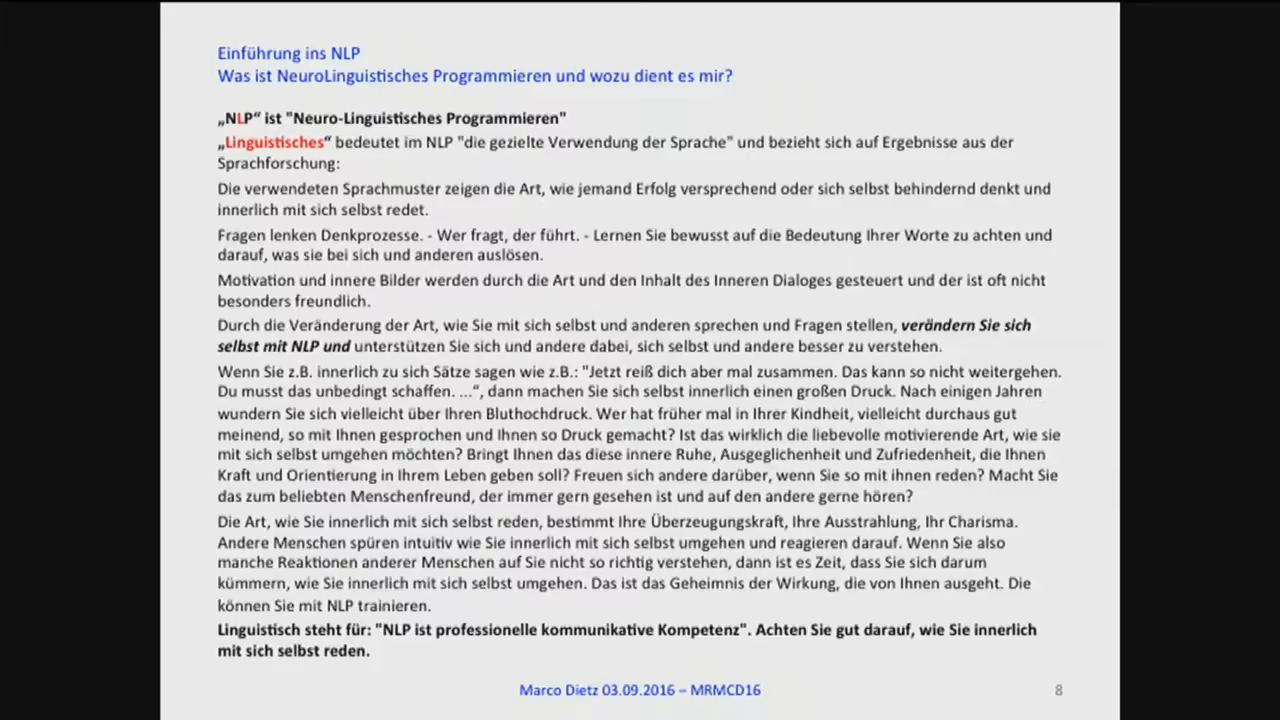 Einführung ins NLP
Was ist NeuroLinguistisches Programmieren und wozu dient es mir?
„NLP“ ist "Neuro-Linguistisches Programmieren"
„Linguistisches“ bedeutet im NLP "die gezielte Verwendung der Sprache" und bezieht sich auf Ergebnisse aus der
Sprachforschung:
Die verwendeten Sprachmuster zeigen die Art, wie jemand Erfolg versprechend oder sich selbst behindernd denkt und
innerlich mit sich selbst redet.
Fragen lenken Denkprozesse. - Wer fragt, der führt. - Lernen Sie bewusst auf die Bedeutung Ihrer Worte zu achten und
darauf, was sie bei sich und anderen auslösen.
Motivation und innere Bilder werden durch die Art und den Inhalt des Inneren Dialoges gesteuert und der ist oft nicht
besonders freundlich.
Durch die Veränderung der Art, wie Sie mit sich selbst und anderen sprechen und Fragen stellen, verändern Sie sich
selbst mit NLP und unterstützen Sie sich und andere dabei, sich selbst und andere besser zu verstehen.
Wenn Sie z.B. innerlich zu sich Sätze sagen wie z.B.: "Jetzt reiß dich aber mal zusammen. Das kann so nicht weitergehen.
Du musst das unbedingt schaffen. ...“, dann machen Sie sich selbst innerlich einen großen Druck. Nach einigen Jahren
wundern Sie sich vielleicht über Ihren Bluthochdruck. Wer hat früher mal in Ihrer Kindheit, vielleicht durchaus gut
meinend, so mit Ihnen gesprochen und Ihnen so Druck gemacht? Ist das wirklich die liebevolle motivierende Art, wie sie
mit sich selbst umgehen möchten? Bringt Ihnen das diese innere Ruhe, Ausgeglichenheit und Zufriedenheit, die Ihnen
Kraft und Orientierung in Ihrem Leben geben soll? Freuen sich andere darüber, wenn Sie so mit ihnen reden? Macht Sie
das zum beliebten Menschenfreund, der immer gern gesehen ist und auf den andere gerne hören?
Die Art, wie Sie innerlich mit sich selbst reden, bestimmt Ihre Überzeugungskraft, Ihre Ausstrahlung, Ihr Charisma.
Andere Menschen spüren intuitiv wie Sie innerlich mit sich selbst umgehen und reagieren darauf. Wenn Sie also
manche Reaktionen anderer Menschen auf Sie nicht so richtig verstehen, dann ist es Zeit, dass Sie sich darum
kümmern, wie Sie innerlich mit sich selbst umgehen. Das ist das Geheimnis der Wirkung, die von Ihnen ausgeht. Die
können Sie mit NLP trainieren.
Linguistisch steht für: "NLP ist professionelle kommunikative Kompetenz". Achten Sie gut darauf, wie Sie innerlich
mit sich selbst reden.
Marco Dietz 03.09.2016 – MRMCD16
8